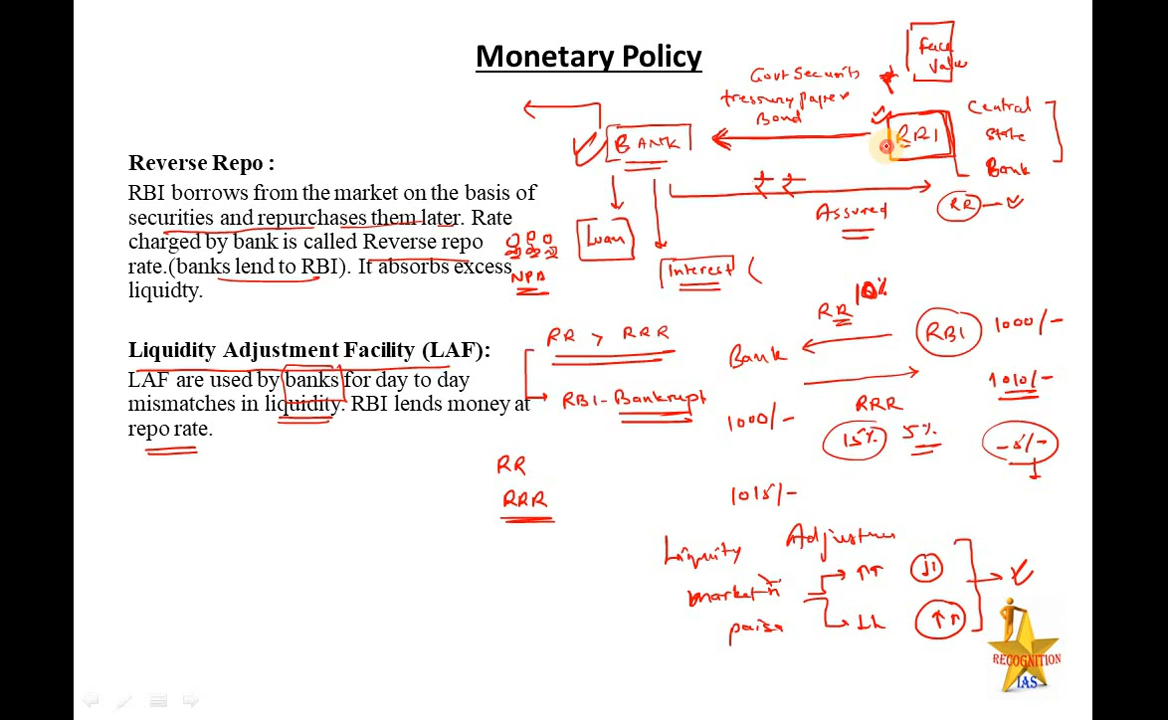 Monetary Policy
Face
Value
Govt Security
treasury paper
Bond
Central
State
Bank
BANK
RBI
₹ ₹
RR
Assured
Reverse Repo :
RBI borrows from the market on the basis of
securities and repurchases them later. Rate
charged by bank is called Reverse repo
rate.(banks lend to RBI). It absorbs excess
liquidty.
Loan
NPA
Interest (
RR 10%
RR > RRR
RBI
1000/-
Bank
Liquidity Adjustment Facility (LAF):
LAF are used by banks for day to day
mismatches in liquidity. RBI lends money at
repo rate.
RBI - Bankrupt
1010/-
RRR
1000/-
15% 5%
-5/-
RR
RRR
1015/-
market
RECOGNITION
IAS